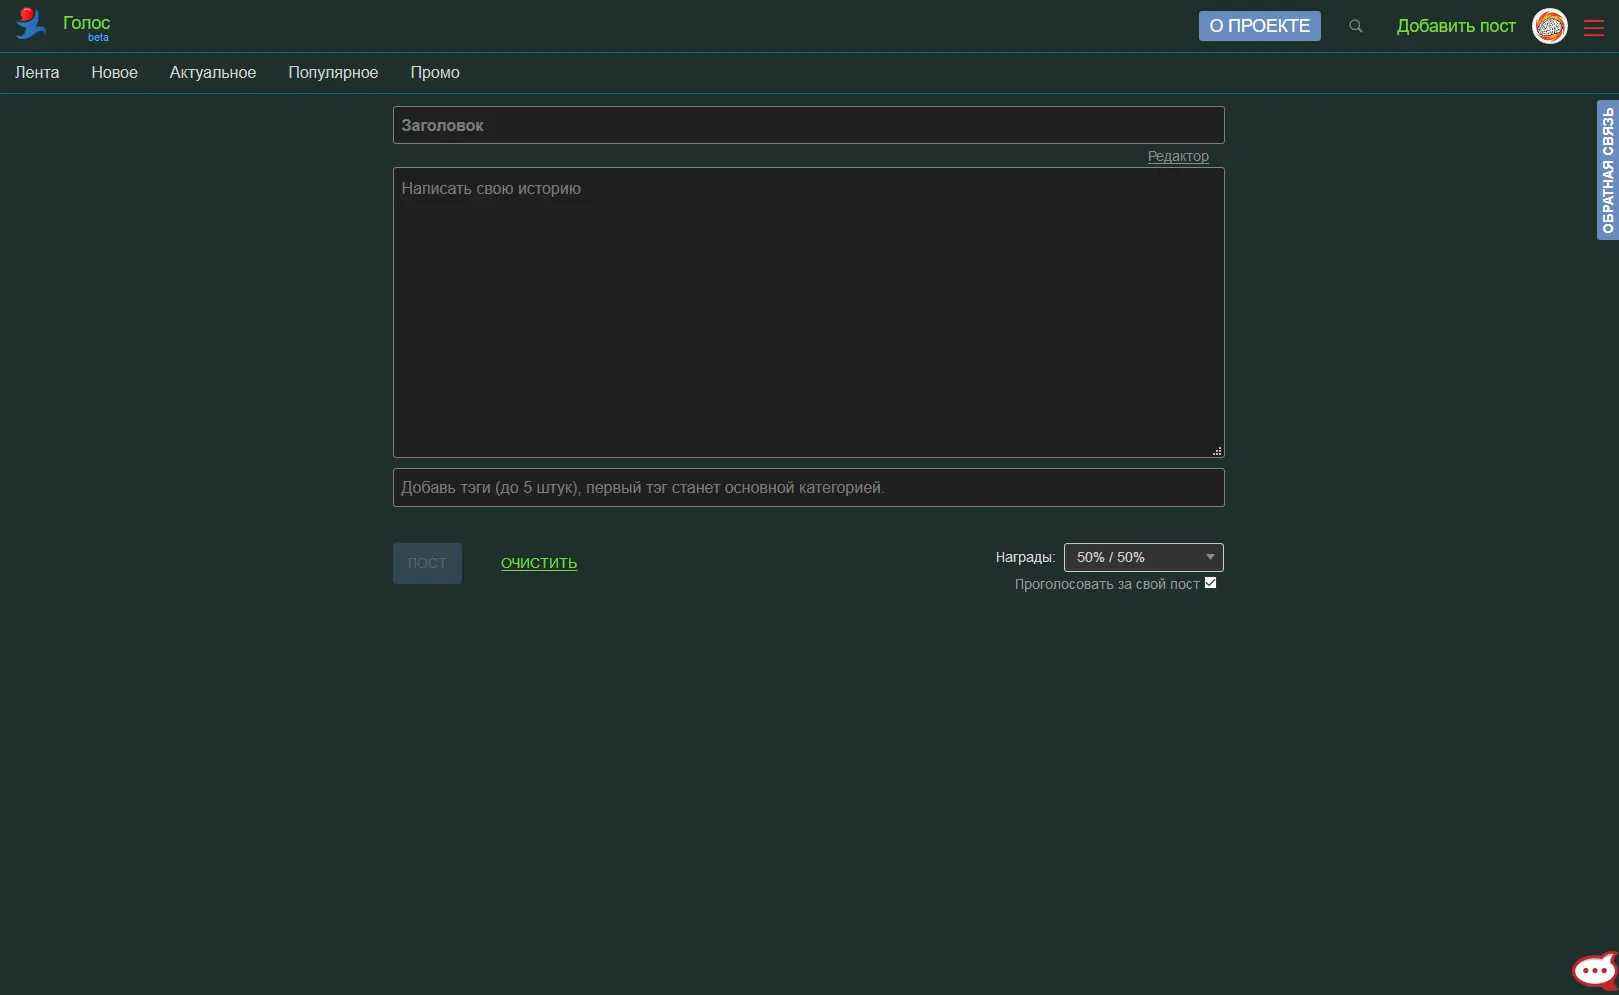 Голос
beta
О ПРОЕКТЕ
Добавить пост
Лента Новое Актуальное Популярное Промо
Заголовок
Редактор
Написать свою историю
Добавь тэги (до 5 штук), первый тэг станет основной категорией.
ПОСТ
ОЧИСТИТЬ
Награды: 50% / 50%
Проголосовать за свой пост
ОБРАТНАЯ СВЯЗЬ